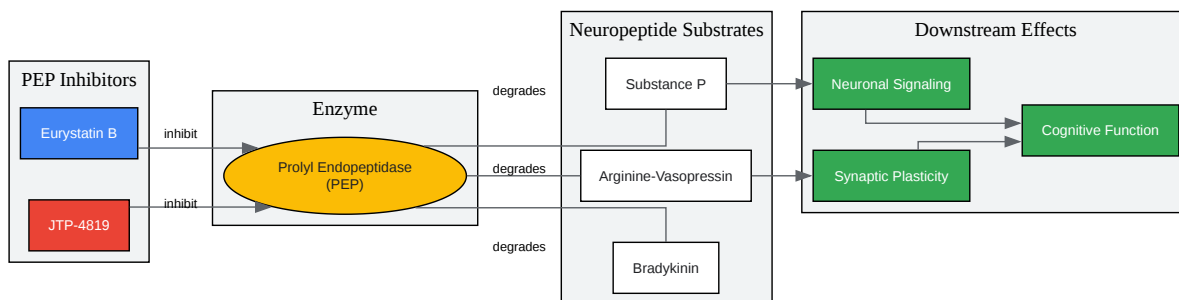 PEP Inhibitors
Eurystatin B
JTP-4819
inhibit
inhibit
Enzyme
Prolyl Endopeptidase
(PEP)
degrades
degrades
degrades
Neuropeptide Substrates
Substance P
Arginine-Vasopressin
Bradykinin
Downstream Effects
Neuronal Signaling
Synaptic Plasticity
Cognitive Function